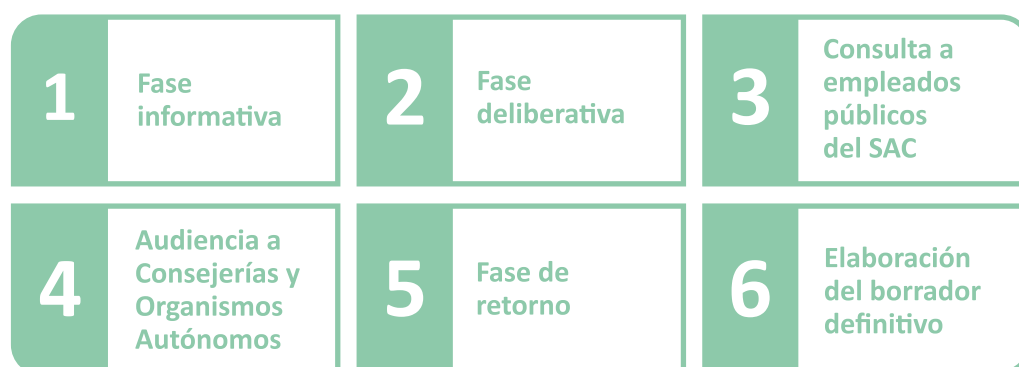 1
Fase
informativa
2
Fase
deliberativa
3
Consulta a
empleados
públicos
del SAC
4
Audiencia a
Consejerías y
Organismos
Autónomos
5
Fase de
retorno
6
Elaboración
del borrador
definitivo